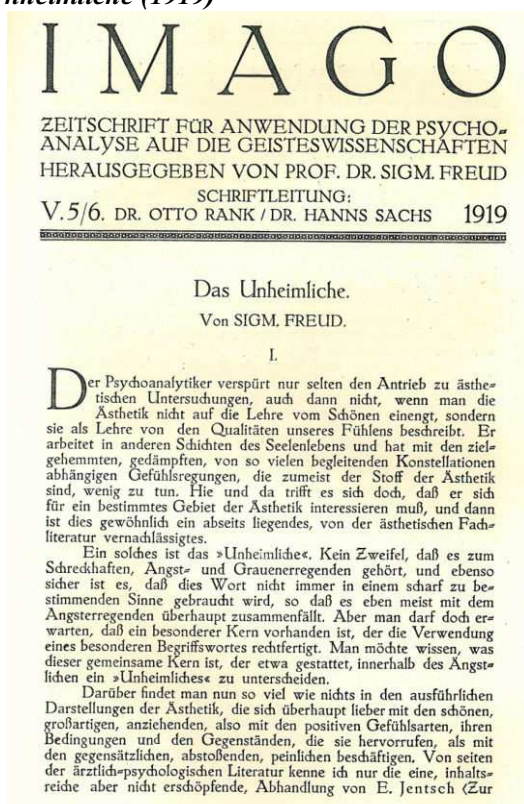 nheimliche (1919)
IMAGO
ZEITSCHRIFT FÜR ANWENDUNG DER PSYCHO-
ANALYSE AUF DIE GEISTESWISSENSCHAFTEN
HERAUSGEGEBEN VON PROF. DR. SIGM. FREUD
SCHRIFTLEITUNG:
V. 5/6. DR. OTTO RANK / DR. HANNS SACHS 1919
Das Unheimliche.
Von SIGM. FREUD.
I.
Der Psychoanalytiker verspürt nur selten den Antrieb zu ästhe-
tischen Untersuchungen, auch dann nicht, wenn man die
Ästhetik nicht auf die Lehre vom Schönen einengt, sondern
sie als Lehre von den Qualitäten unseres Fühlens beschreibt. Er
arbeitet in anderen Schichten des Seelenlebens und hat mit den ziel-
gehemmten, gedämpften, von so vielen begleitenden Konstellationen
abhängigen Gefühlsregungen, die zumeist der Stoff der Ästhetik
sind, wenig zu tun. Hie und da trifft es sich doch, daß er sich
für ein bestimmtes Gebiet der Ästhetik interessieren muß, und dann
ist dies gewöhnlich ein abseits liegendes, von der ästhetischen Fach-
literatur vernachlässigtes.
Ein solches ist das »Unheimliche«. Kein Zweifel, daß es zum
Schreckhaften, Angst- und Grauenerregenden gehört, und ebenso
sicher ist es, daß dies Wort nicht immer in einem scharf zu be-
stimmenden Sinne gebraucht wird, so daß es eben meist mit dem
Angsterregenden überhaupt zusammenfällt. Aber man darf doch er-
warten, daß ein besonderer Kern vorhanden ist, der die Verwendung
eines besonderen Begriffswortes rechtfertigt. Man möchte wissen, was
dieser gemeinsame Kern ist, der etwa gestattet, innerhalb des Ängst-
lichen ein »Unheimliches« zu unterscheiden.
Darüber findet man nun so viel wie nichts in den ausführlichen
Darstellungen der Ästhetik, die sich überhaupt lieber mit den schönen,
großartigen, anziehenden, also mit den positiven Gefühlsarten, ihren
Bedingungen und den Gegenständen, die sie hervorrufen, als mit
den gegensätzlichen, abstoßenden, peinlichen beschäftigen. Von seiten
der ärztlich-psychologischen Literatur kenne ich nur die eine, inhalts-
reiche aber nicht erschöpfende, Abhandlung von E. Jentsch (Zur